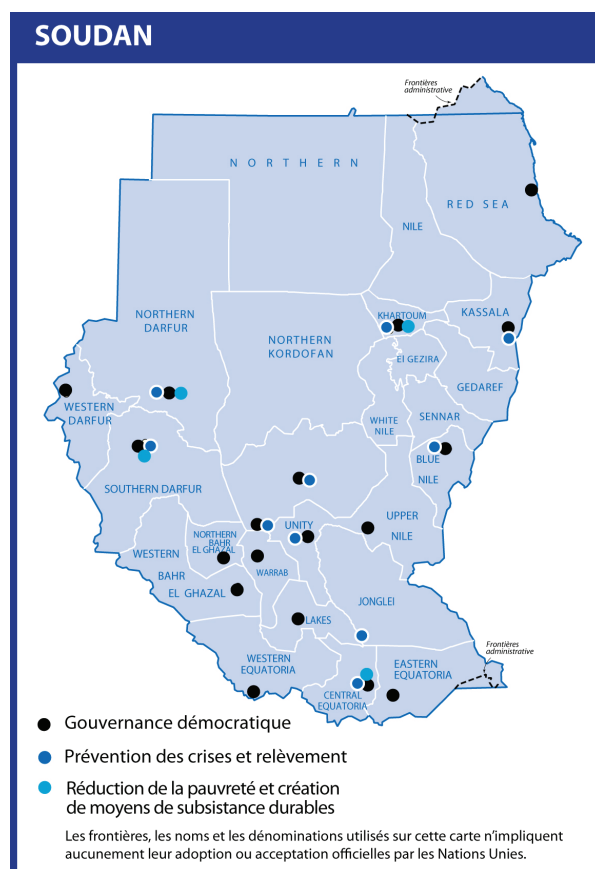 SOUDAN
Frontières
administrative
NORTHERN
RED SEA
NILE
NORTHERN
DARFUR
KHARTOUM
KASSALA
NORTHERN
KORDOFAN
El GEZIRA
GEDAREF
WESTERN
DARFUR
WHITE
NILE
SENNAR
BLUE
NILE
SOUTHERN DARFUR
UPPER
NILE
UNITY
NORTHERN
BAHR
EL GHAZAL
WESTERN
BAHR
EL GHAZAL
WARRAB
JONGLEI
LAKES
WESTERN
EQUATORIA
CENTRAL
EQUATORIA
EASTERN
EQUATORIA
Frontières
administrative
Gouvernance démocratique
Prévention des crises et relèvement
Réduction de la pauvreté et création
de moyens de subsistance durables
Les frontières, les noms et les dénominations utilisés sur cette carte n'impliquent
aucunement leur adoption ou acceptation officielles par les Nations Unies.